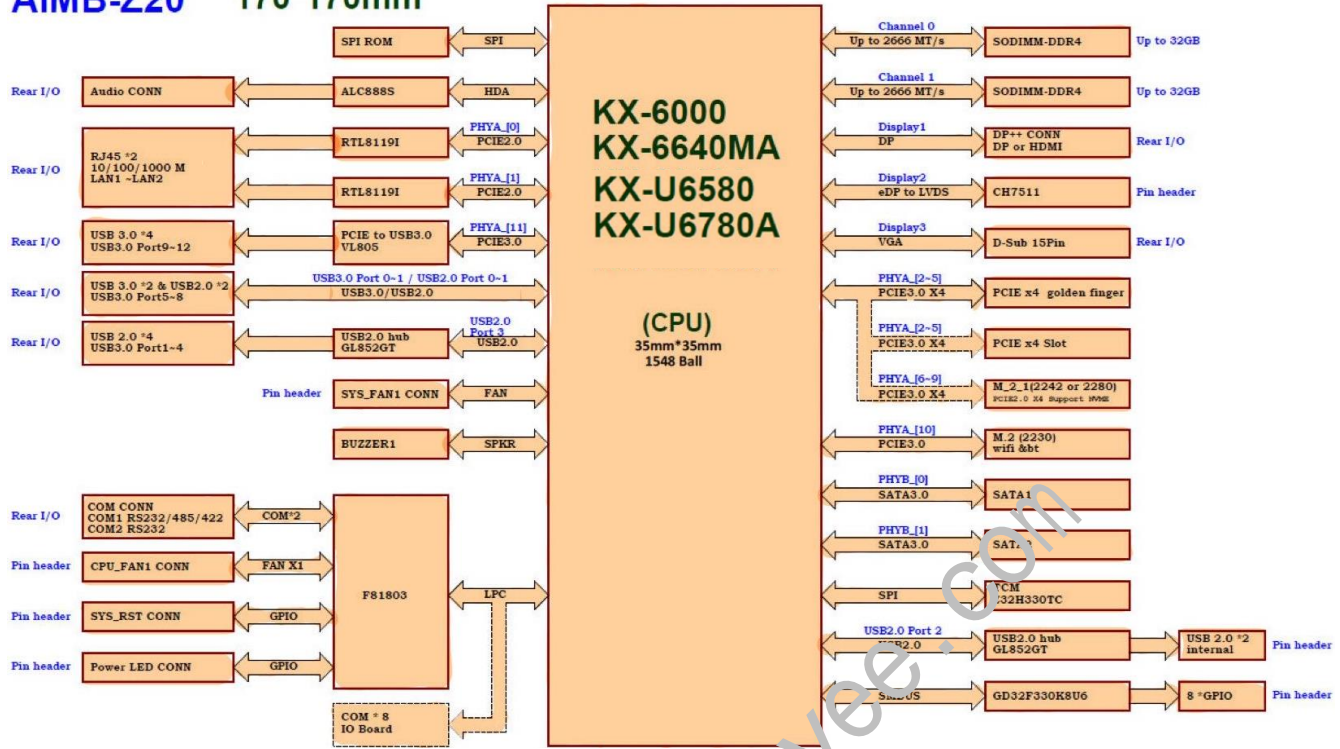 AIMB-Z20 170*170mm
SPI ROM
SPI
Rear I/O
Audio CONN
ALC888S
HDA
Rear I/O
RJ45 *2
10/100/1000 M
LAN1 ~LAN2
RTL8119I
PHYA_[0]
PCIE2.0
RTL8119I
PHYA_[1]
PCIE2.0
Rear I/O
USB 3.0 *4
USB3.0 Port9~12
PCIE to USB3.0
VL805
PHYA_[11]
PCIE3.0
Rear I/O
USB 3.0 *2 & USB2.0 *2
USB3.0 Port5~8
USB3.0 Port 0~1 / USB2.0 Port 0~1
USB3.0/USB2.0
Rear I/O
USB 2.0 *4
USB3.0 Port1~4
USB2.0 hub
GL852GT
USB2.0
Port 3
USB2.0
Pin header
SYS_FAN1 CONN
FAN
BUZZER1
SPKR
Rear I/O
COM CONN
COM1 RS232/485/422
COM2 RS232
COM*2
Pin header
CPU_FAN1 CONN
FAN X1
Pin header
SYS_RST CONN
GPIO
Pin header
Power LED CONN
GPIO
F81803
LPC
COM * 8
IO Board
KX-6000
KX-6640MA
KX-U6580
KX-U6780A
(CPU)
35mm*35mm
1548 Ball
Channel 0
Up to 2666 MT/s
SODIMM-DDR4
Up to 32GB
Channel 1
Up to 2666 MT/s
SODIMM-DDR4
Up to 32GB
Display1
DP
DP++ CONN
DP or HDMI
Rear I/O
Display2
eDP to LVDS
CH7511
Pin header
Display3
VGA
D-Sub 15Pin
Rear I/O
PHYA_[2~5]
PCIE3.0 X4
PCIE x4 golden finger
PHYA_[2~5]
PCIE3.0 X4
PCIE x4 Slot
PHYA_[6~9]
PCIE3.0 X4
M_2_1(2242 or 2280)
PCIE2.0 X4 Support NVME
PHYA_[10]
PCIE3.0
M.2 (2230)
wifi &bt
PHYB_[0]
SATA3.0
SATA1
PHYB_[1]
SATA3.0
SPI
TCM
USB2.0 Port 2
USB2.0
USB2.0 hub
GL852GT
USB 2.0 *2
internal
Pin header
SMBUS
GD32F330K8U6
8 *GPIO
Pin header